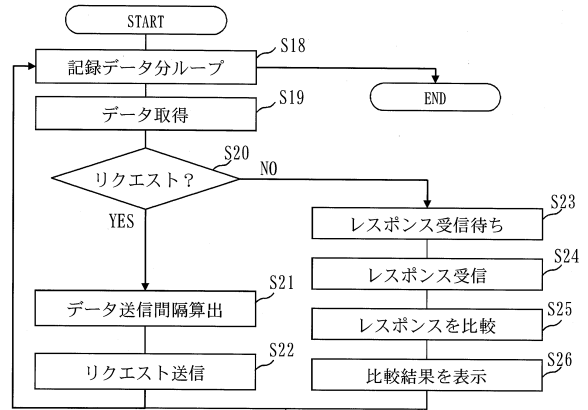 START
S18
記録データ分ループ
END
S19
データ取得
S20
リクエスト?
NO
YES
S23
レスポンス受信待ち
S24
レスポンス受信
S21
データ送信間隔算出
S25
レスポンスを比較
S22
リクエスト送信
S26
比較結果を表示